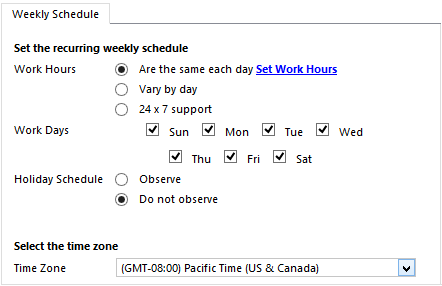 Weekly Schedule
Set the recurring weekly schedule
Work Hours Are the same each day Set Work Hours
Vary by day
24 x 7 support
Work Days Sun Mon Tue Wed
Thu Fri Sat
Holiday Schedule Observe
Do not observe
Select the time zone
Time Zone (GMT-08:00) Pacific Time (US & Canada)